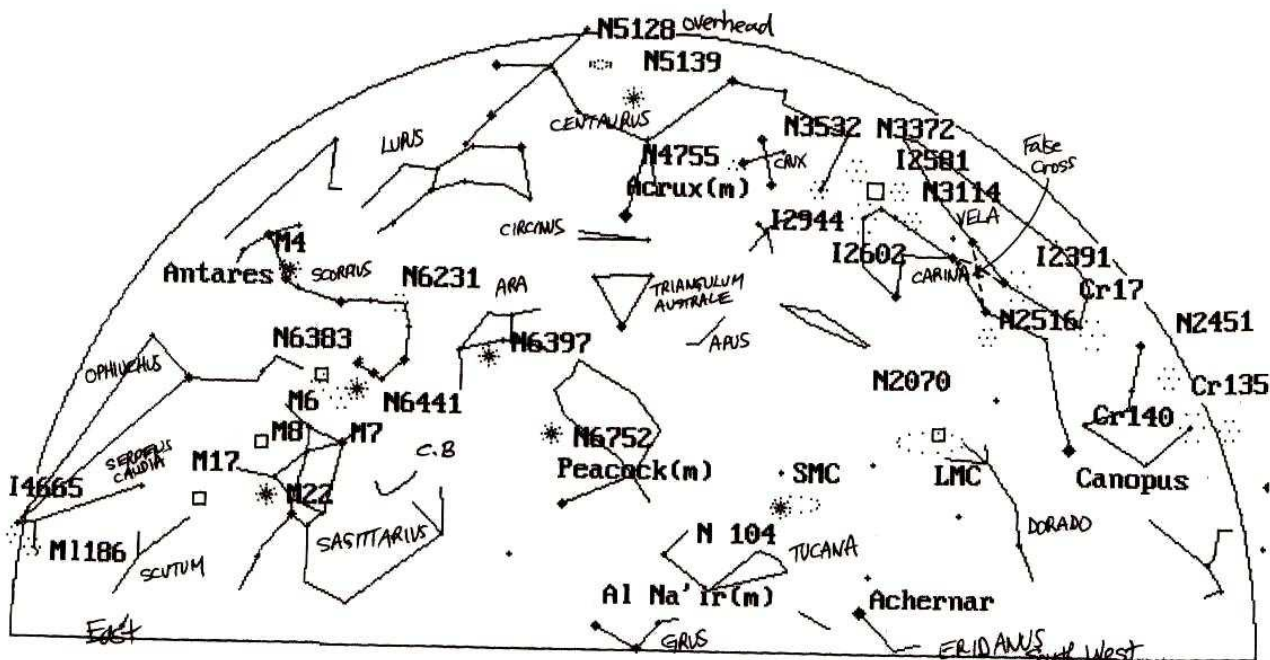 N5128 overhead
N5139
CENTAURUS
LUPUS
N3532
N3372
False Cross
N4755
CRUX
I2581
Acrux(m)
N3114
VELA
CIRCINUS
I2944
M4
I2602
I2391
Antares
SCORPIUS
N6231
ARA
TRIANGULUM AUSTRALE
CARINA
Cr17
N2516
N2451
N6383
N6397
APUS
OPHIUCHUS
N2070
Cr135
M6
N6441
Cr140
M8
M7
N6752
SERPENS CAUDIA
M17
C.B
Peacock(m)
SMC
LMC
Canopus
I4665
M22
M1186
SAGITTARIUS
N 104
TUCANA
DORADO
SCUTUM
Al Na'ir(m)
Achernar
East
GRUS
ERIDANUS
South West